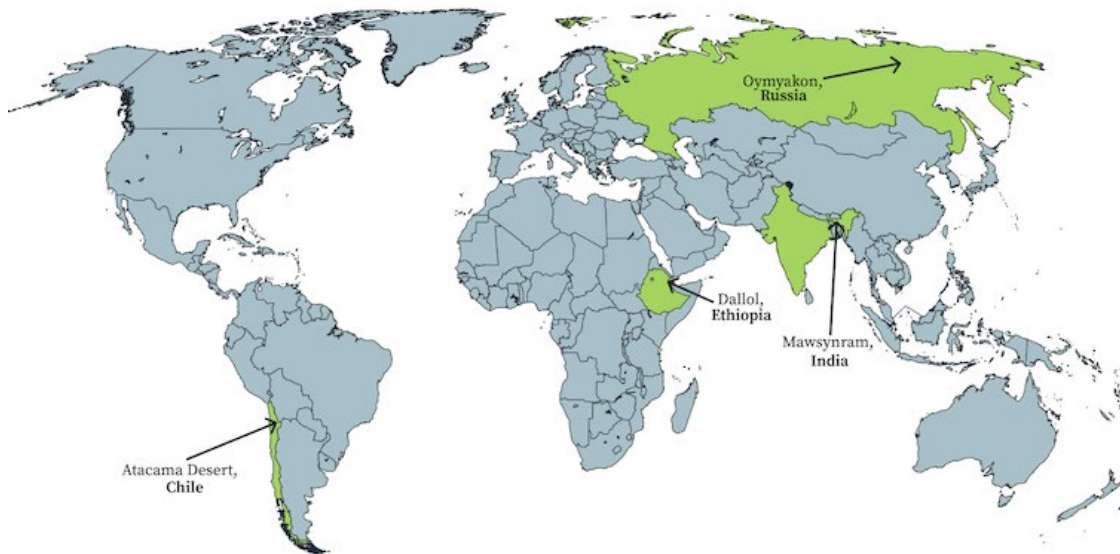 Oymyakon,
Russia
Dallol,
Ethiopia
Mawsynram,
India
Atacama Desert,
Chile